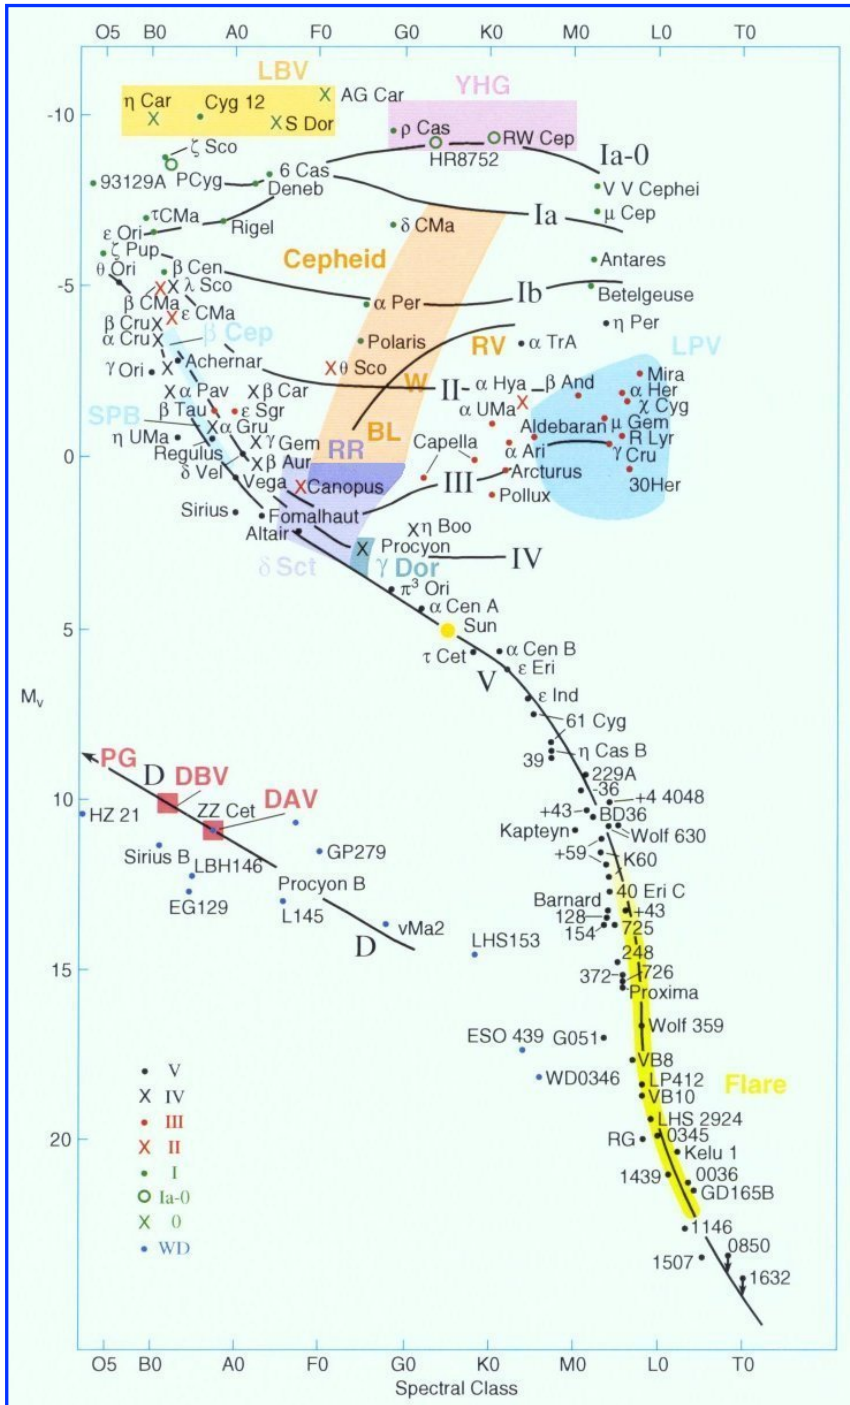 O5 B0 A0 F0 G0 K0 M0 L0 T0
LBV
YHG
η Car
Cyg 12
AG Car
-10
S Dor
ρ Cas
RW Cep
HR8752
Ia-0
ζ Sco
6 Cas
93129A
PCyg
Deneb
V V Cephei
τCMa
Rigel
δ CMa
Ia
μ Cep
ε Ori
ζ Pup
Cepheid
Antares
θ Ori
β Cen
-5
λ Sco
Ib
β CMa
α Per
Betelgeuse
β Cru
ε CMa
η Per
α Cru
β Cep
Polaris
RV
α TrA
LPV
γ Ori
Achernar
θ Sco
Mira
II
α Hya
β And
α Her
α Pav
β Car
W
χ Cyg
SPB
β Tau
ε Sgr
α UMa
Aldebaran
μ Gem
α Gru
BL
R Lyr
η UMa
γ Gem
RR
Capella
Regulus
α Ari
γ Cru
0
δ Vel
β Aur
Arcturus
Vega
Canopus
III
30Her
Pollux
Sirius
Fomalhaut
Altair
η Boo
Procyon
IV
δ Sct
γ Dor
π³ Ori
α Cen A
5
Sun
τ Cet
α Cen B
V
ε Eri
Mv
ε Ind
61 Cyg
PG
39
η Cas B
D
DBV
229A
10
-36
+4 4048
HZ 21
ZZ Cet
DAV
+43
BD36
Kapteyn
Wolf 630
Sirius B
GP279
+59
K60
LBH146
Procyon B
40 Eri C
EG129
L145
Barnard
+43
128
vMa2
154
725
D
LHS153
248
15
372
726
Proxima
ESO 439
G051
Wolf 359
VB8
WD0346
LP412
Flare
VB10
V
IV
III
II
I
Ia-0
0
WD
LHS 2924
20
RG
0345
Kelu 1
1439
0036
GD165B
1146
0850
1507
1632
O5 B0 A0 F0 G0 K0 M0 L0 T0
Spectral Class